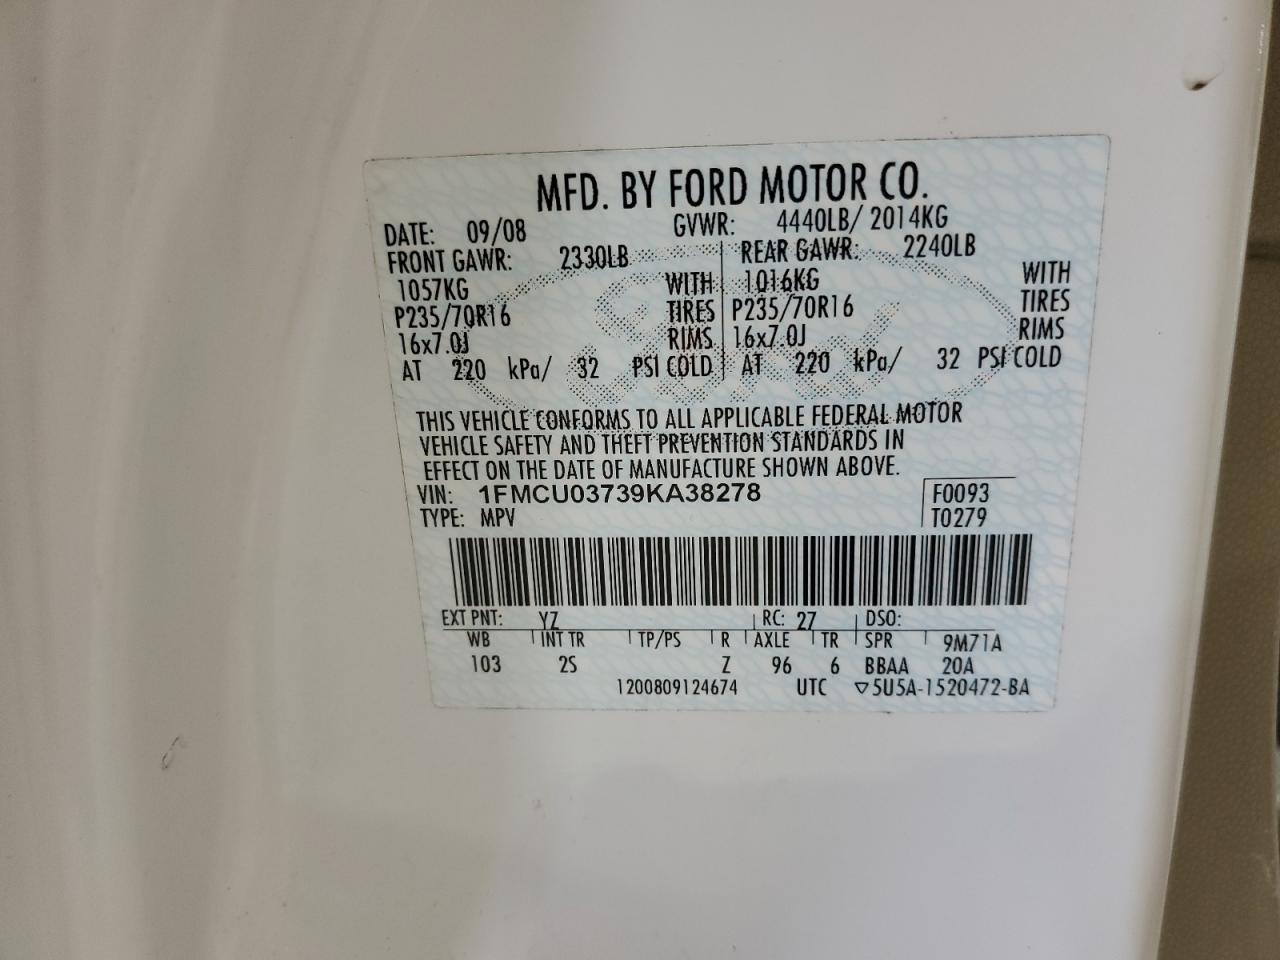 MFD. BY FORD MOTOR CO.
DATE: 09/08 GVWR: 4440LB/ 2014KG
FRONT GAWR: 2330LB REAR GAWR: 2240LB
1057KG WITH 1016KG WITH
P235/70R16 TIRES P235/70R16 TIRES
16x7.0J RIMS 16x7.0J RIMS
AT 220 kPa/ 32 PSI COLD AT 220 kPa/ 32 PSI COLD
THIS VEHICLE CONFORMS TO ALL APPLICABLE FEDERAL MOTOR
VEHICLE SAFETY AND THEFT PREVENTION STANDARDS IN
EFFECT ON THE DATE OF MANUFACTURE SHOWN ABOVE.
VIN: 1FMCU03739KA38278 F0093
TYPE: MPV T0279
EXT PNT: YZ RC: 27 DSO:
WB INT TR TP/PS R AXLE TR SPR 9M71A
103 2S Z 96 6 BBAA 20A
1200809124674 UTC ▽5U5A-1520472-BA